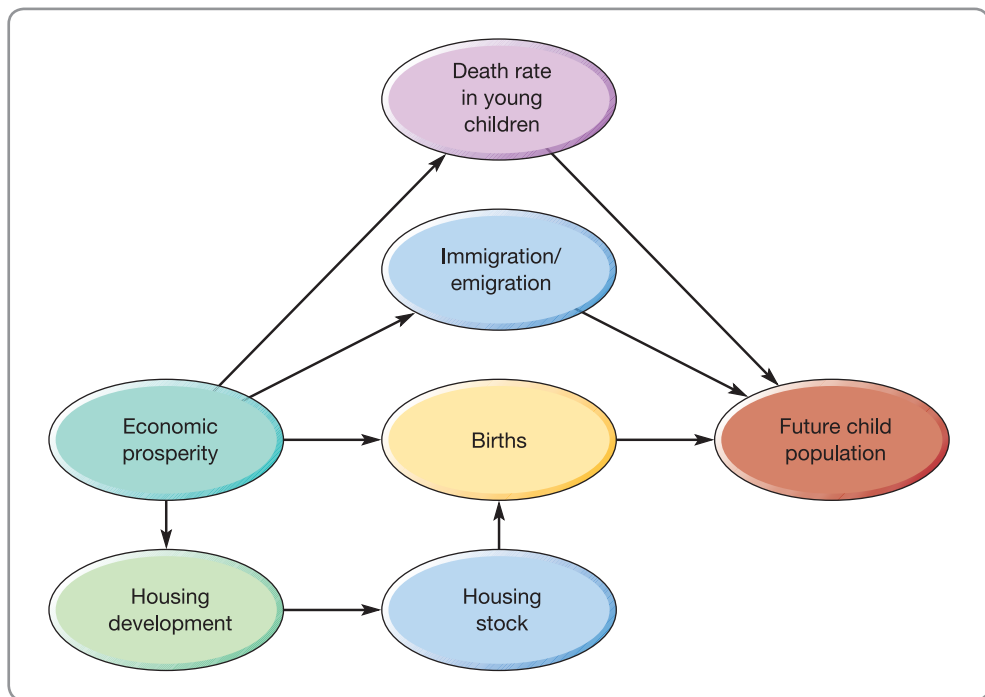 Death rate
in young
children
Immigration/
emigration
Economic
prosperity
Births
Future child
population
Housing
development
Housing
stock